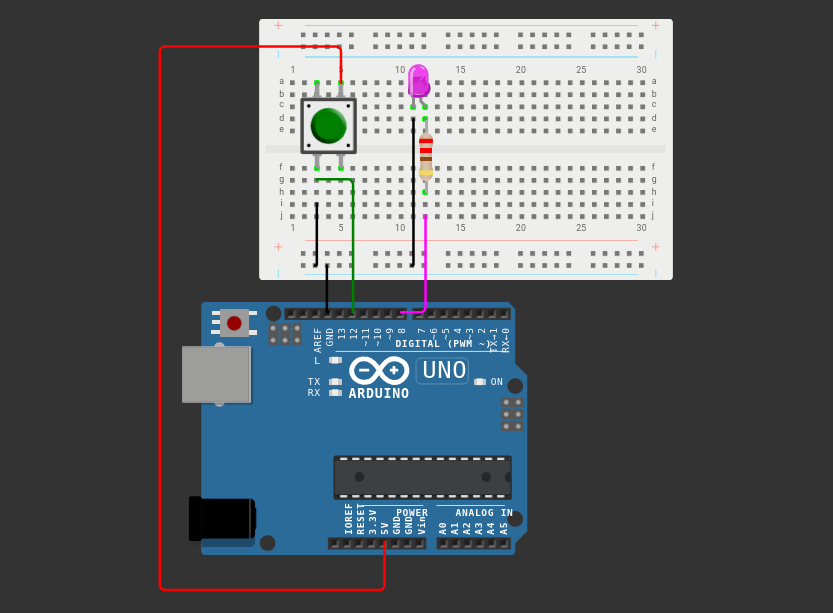 + +
- -
1 5 10 15 20 25 30
a a
b b
c c
d d
e e
f f
g g
h h
i i
j j
1 5 10 15 20 25 30
+ +
- -
AREF GND 13 12 ~11 ~10 ~9 8 7 ~6 ~5 4 ~3 2 TX→1 RX←0
DIGITAL (PWM ~)
L
TX
RX
UNO
ON
ARDUINO
POWER ANALOG IN
IOREF RESET 3.3V 5V GND GND Vin A0 A1 A2 A3 A4 A5